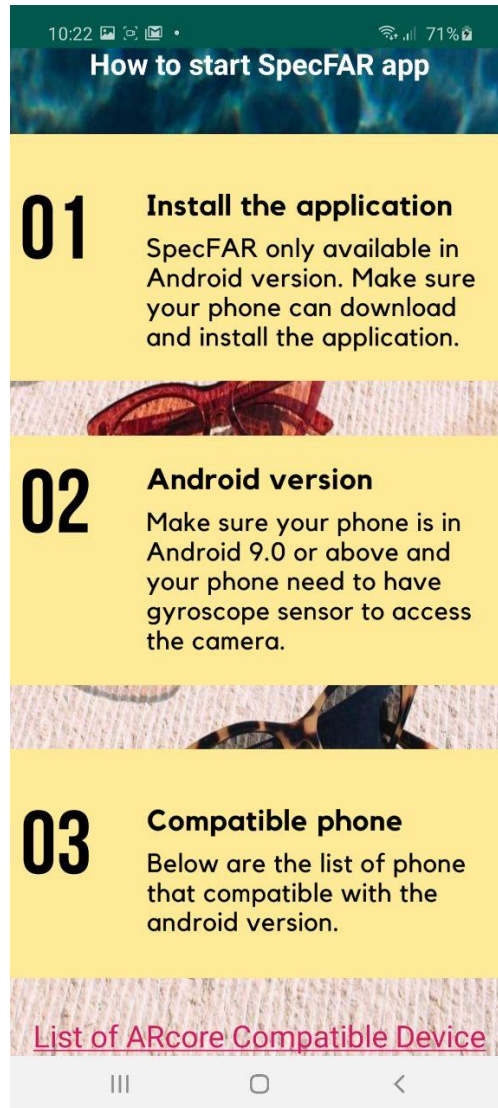 10:22
71%
How to start SpecFAR app
01
Install the application
SpecFAR only available in
Android version. Make sure
your phone can download
and install the application.
02
Android version
Make sure your phone is in
Android 9.0 or above and
your phone need to have
gyroscope sensor to access
the camera.
03
Compatible phone
Below are the list of phone
that compatible with the
android version.
List of ARcore Compatible Device